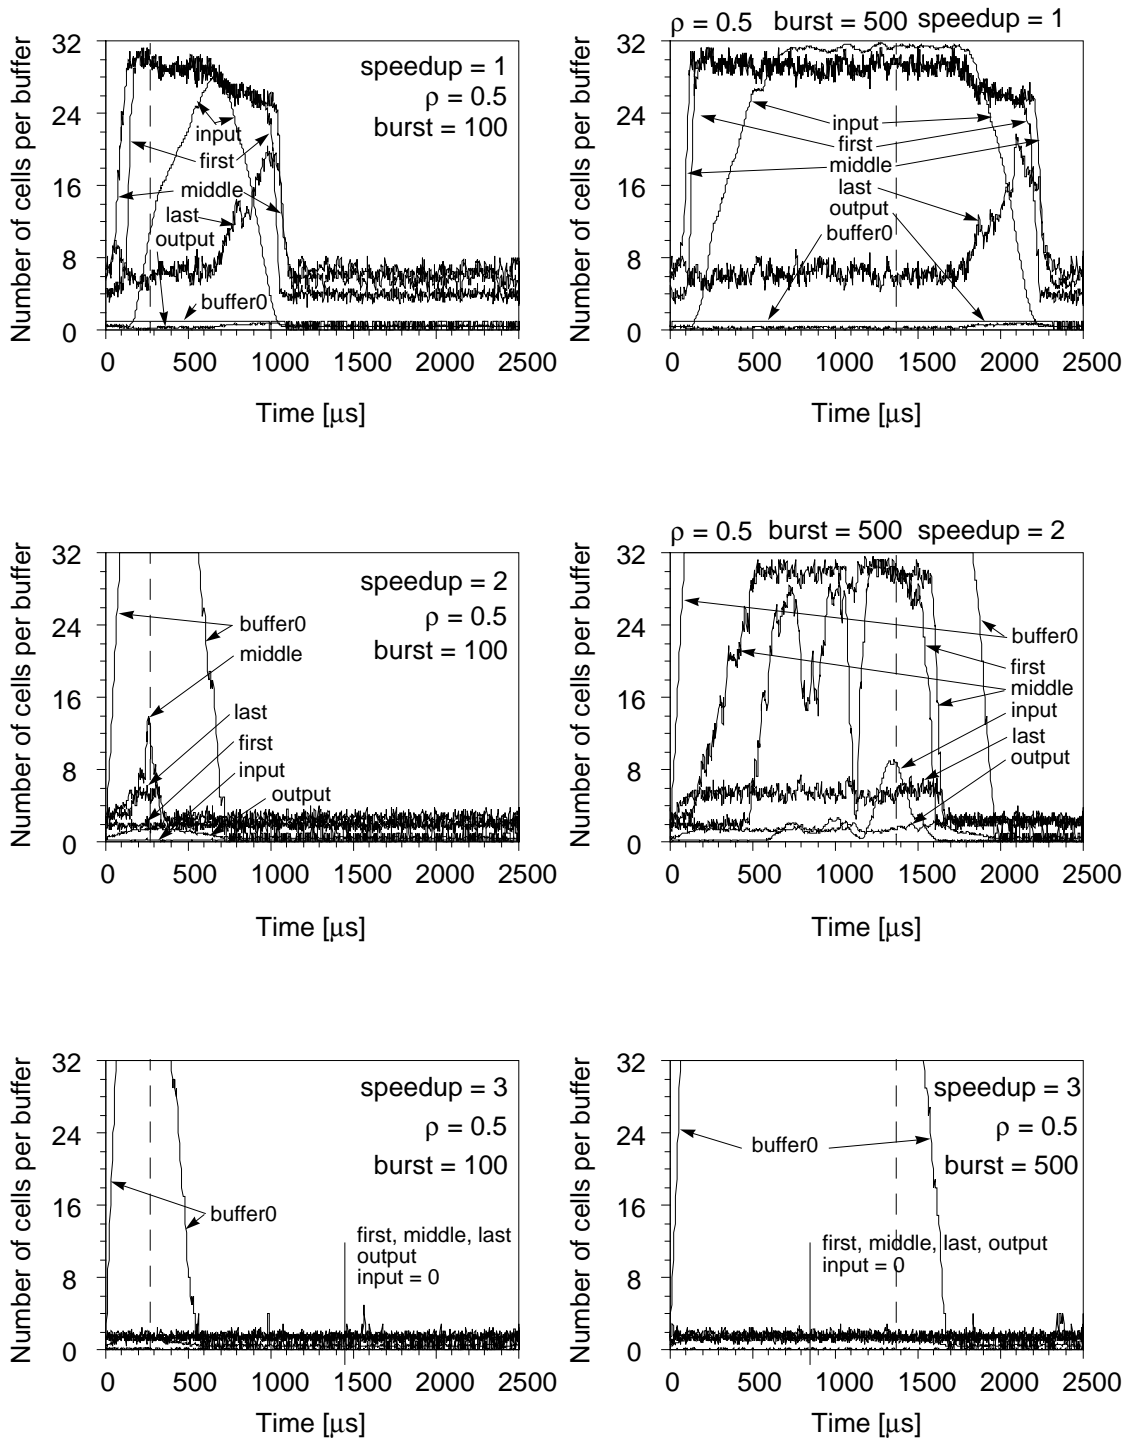 ρ = 0.5 burst = 500 speedup = 1
Number of cells per buffer
32
24
16
8
0
speedup = 1
ρ = 0.5
burst = 100
input
first
middle
last
output
buffer0
0 500 1000 1500 2000 2500
Time [μs]
Number of cells per buffer
32
24
16
8
0
input
first
middle
last
output
buffer0
0 500 1000 1500 2000 2500
Time [μs]
Number of cells per buffer
32
24
16
8
0
speedup = 2
ρ = 0.5
burst = 100
buffer0
middle
last
first
input
output
0 500 1000 1500 2000 2500
Time [μs]
ρ = 0.5 burst = 500 speedup = 2
Number of cells per buffer
32
24
16
8
0
buffer0
first
middle
input
last
output
0 500 1000 1500 2000 2500
Time [μs]
Number of cells per buffer
32
24
16
8
0
speedup = 3
ρ = 0.5
burst = 100
buffer0
first, middle, last
output
input = 0
0 500 1000 1500 2000 2500
Time [μs]
Number of cells per buffer
32
24
16
8
0
speedup = 3
ρ = 0.5
burst = 500
buffer0
first, middle, last, output
input = 0
0 500 1000 1500 2000 2500
Time [μs]